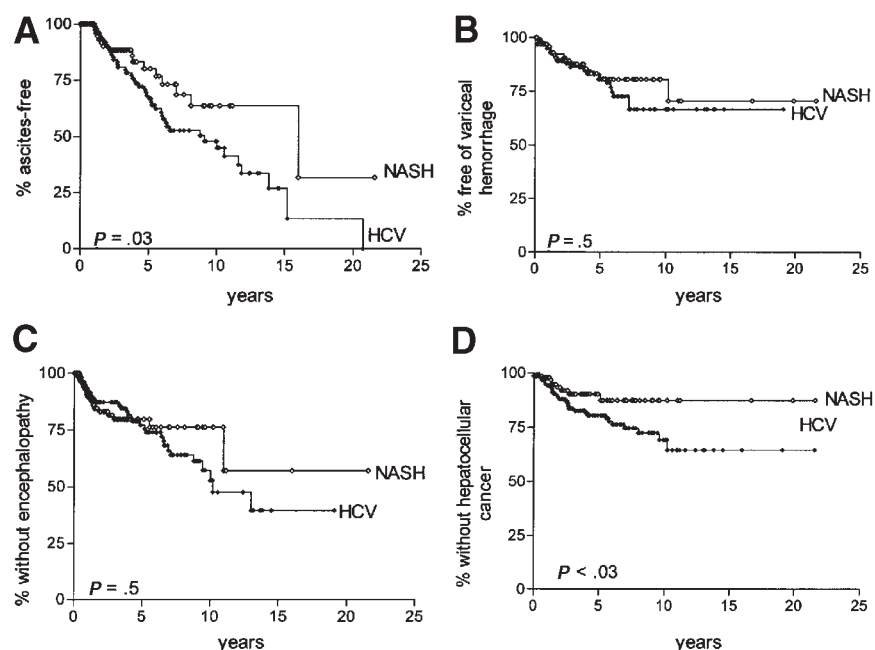 A
% ascites-free
100
75
50
25
0
NASH
HCV
P = .03
0 5 10 15 20 25
years
B
% free of variceal
hemorrhage
100
75
50
25
0
NASH
HCV
P = .5
0 5 10 15 20 25
years
C
% without encephalopathy
100
75
50
25
0
NASH
HCV
P = .5
0 5 10 15 20 25
years
D
% without hepatocellular
cancer
100
75
50
25
0
NASH
HCV
P < .03
0 5 10 15 20 25
years